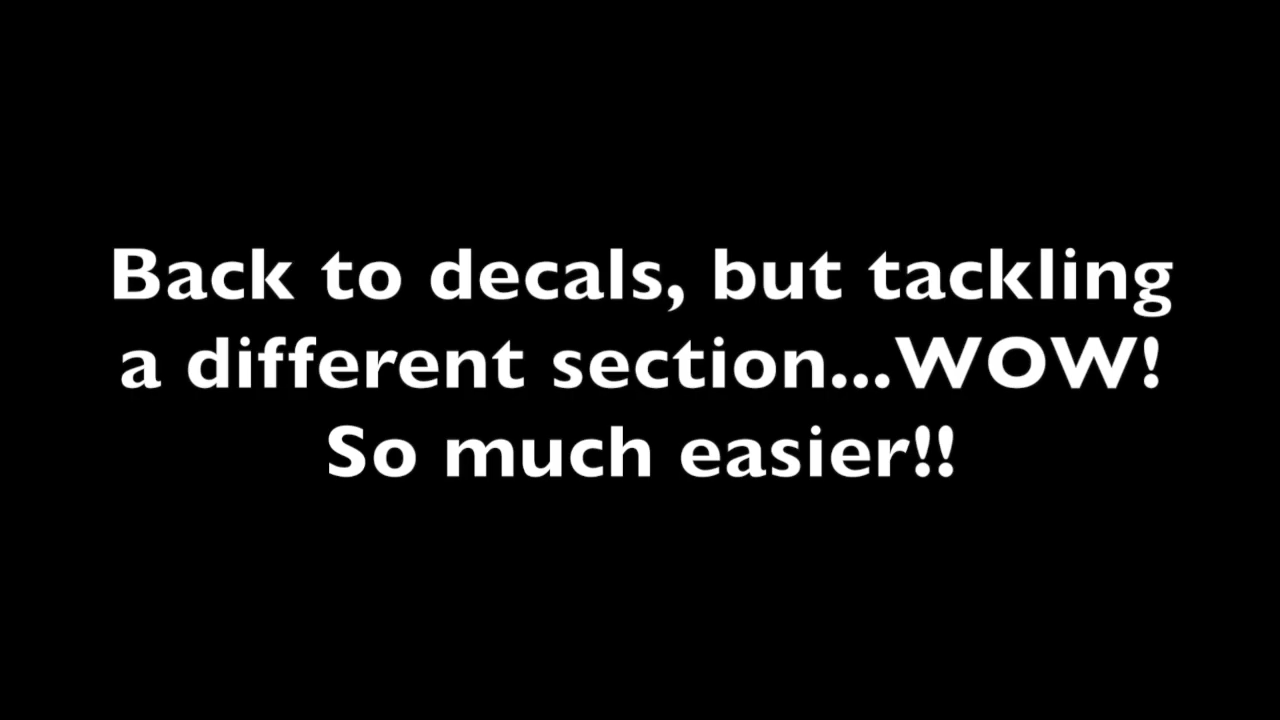 Back to decals, but tackling
a different section...WOW!
So much easier!!